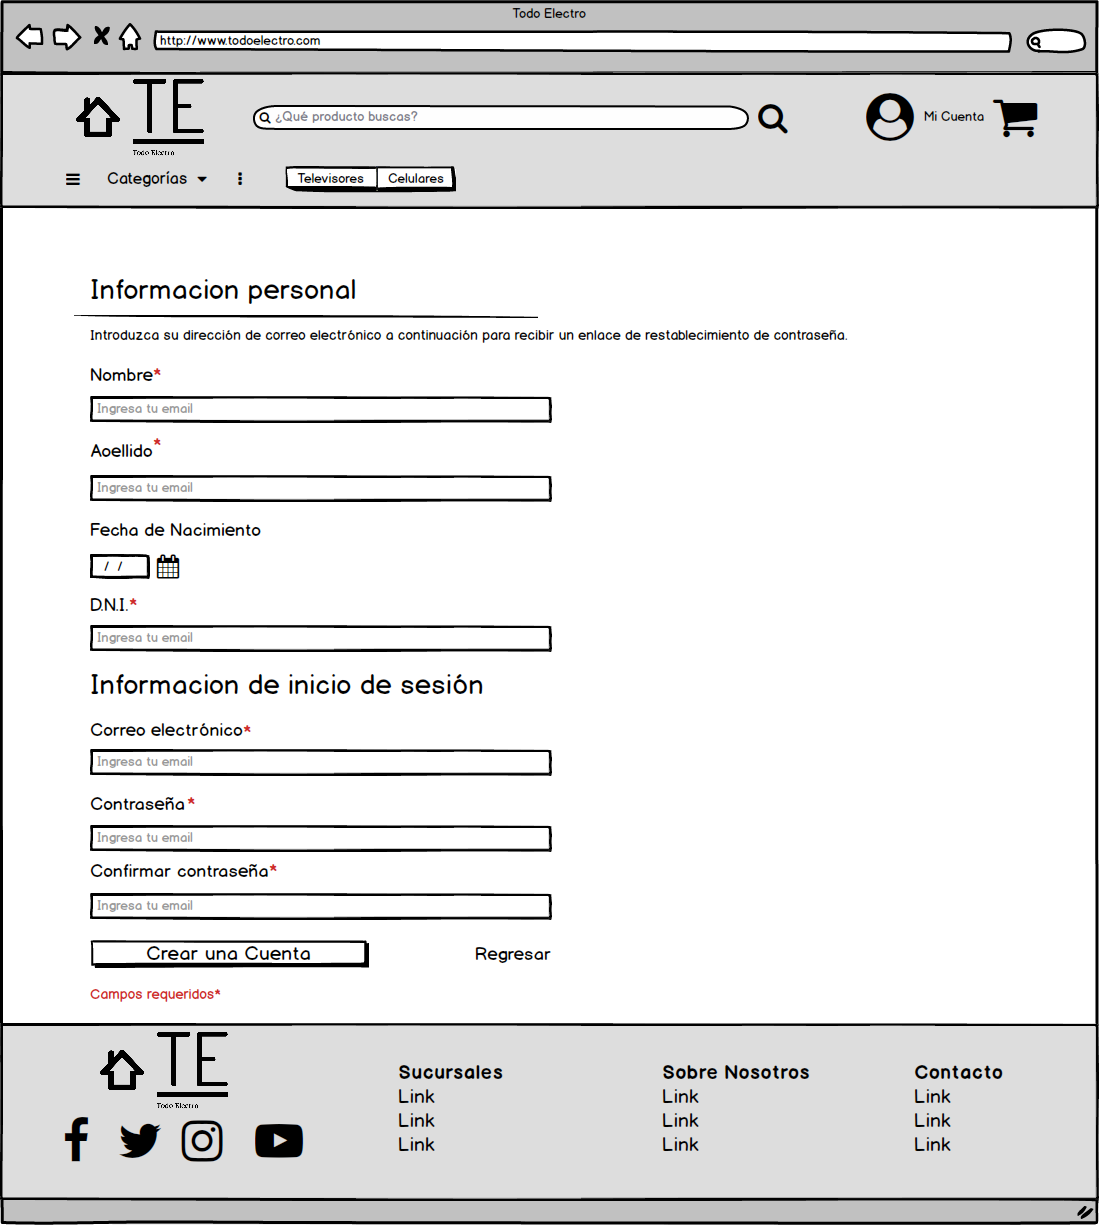 Todo Electro
http://www.todoelectro.com
TE
Todo Electro
¿Qué producto buscas?
Mi Cuenta
Categorías
Televisores Celulares
Informacion personal
Introduzca su dirección de correo electrónico a continuación para recibir un enlace de restablecimiento de contraseña.
Nombre*
Ingresa tu email
Aoellido*
Ingresa tu email
Fecha de Nacimiento
/ /
D.N.I.*
Ingresa tu email
Informacion de inicio de sesión
Correo electrónico*
Ingresa tu email
Contraseña*
Ingresa tu email
Confirmar contraseña*
Ingresa tu email
Crear una Cuenta
Regresar
Campos requeridos*
TE
Todo Electro
Sucursales
Link
Link
Link
Sobre Nosotros
Link
Link
Link
Contacto
Link
Link
Link